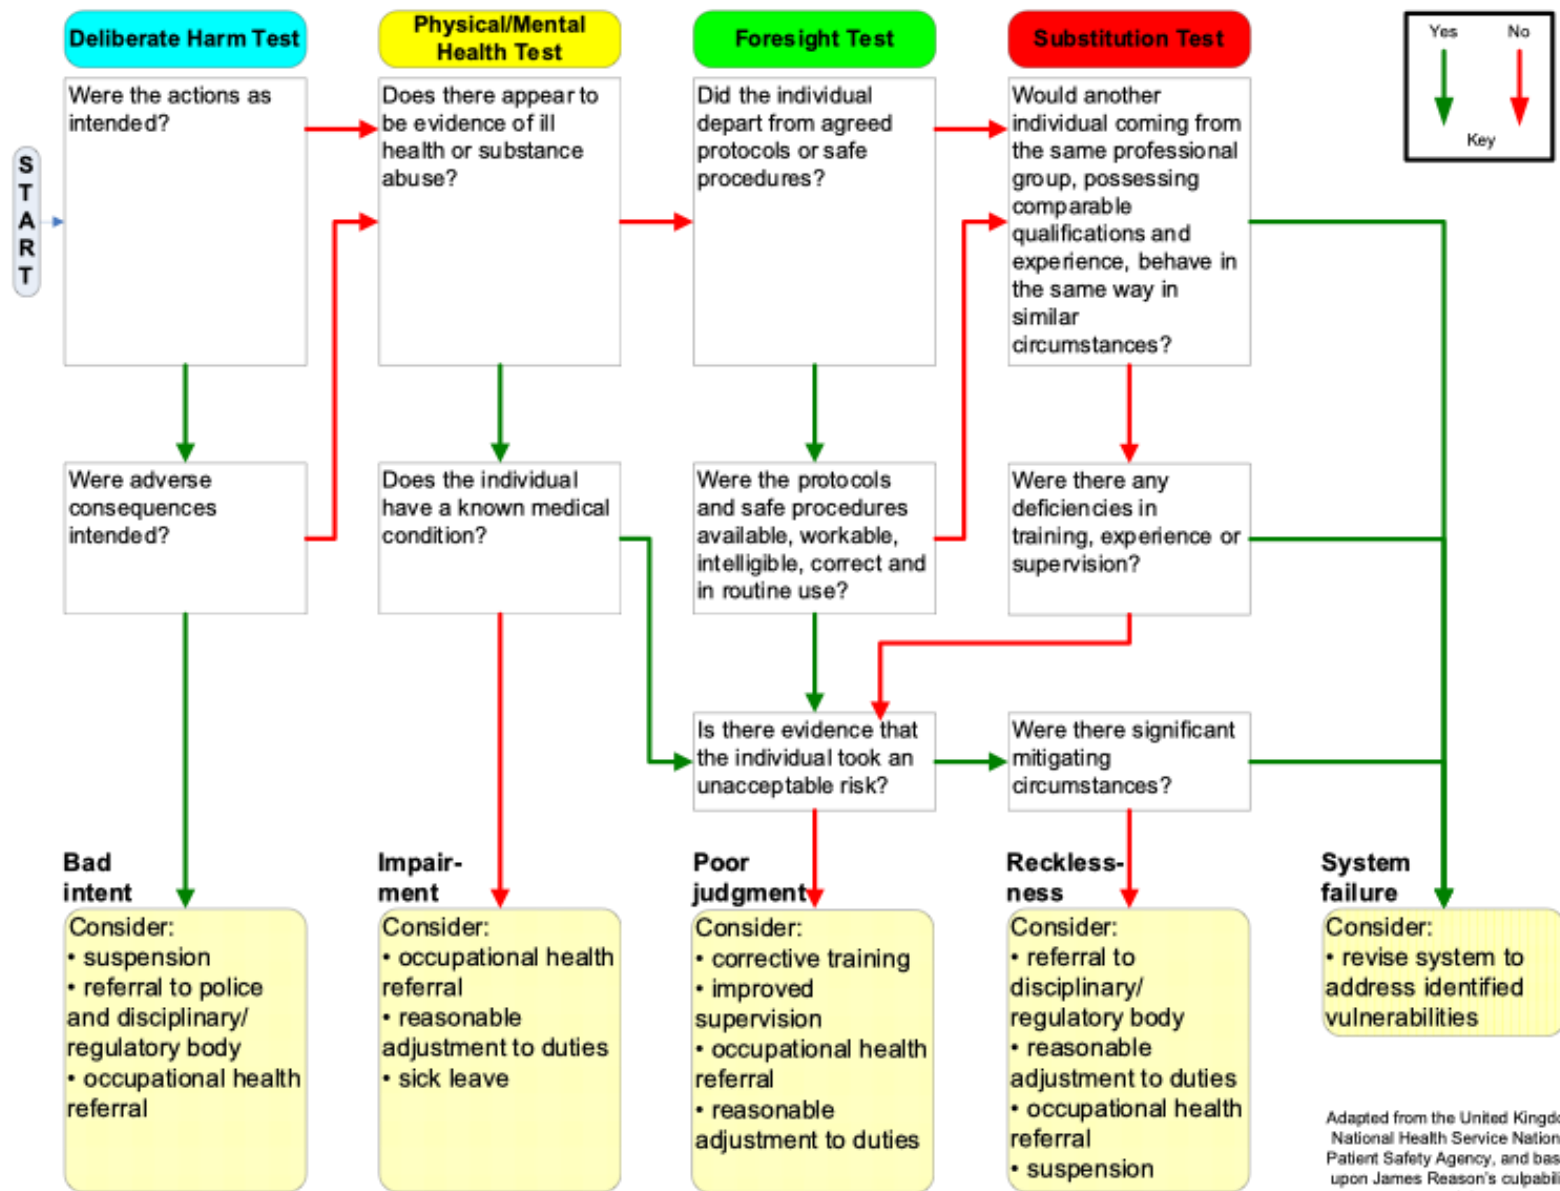 Deliberate Harm Test
Physical/Mental
Health Test
Foresight Test
Substitution Test
Yes No
Key
START
Were the actions as
intended?
Does there appear to
be evidence of ill
health or substance
abuse?
Did the individual
depart from agreed
protocols or safe
procedures?
Would another
individual coming from
the same professional
group, possessing
comparable
qualifications and
experience, behave in
the same way in
similar
circumstances?
Were adverse
consequences
intended?
Does the individual
have a known medical
condition?
Were the protocols
and safe procedures
available, workable,
intelligible, correct and
in routine use?
Were there any
deficiencies in
training, experience or
supervision?
Is there evidence that
the individual took an
unacceptable risk?
Were there significant
mitigating
circumstances?
Bad
intent
Consider:
• suspension
• referral to police
and disciplinary/
regulatory body
• occupational health
referral
Impair-
ment
Consider:
• occupational health
referral
• reasonable
adjustment to duties
• sick leave
Poor
judgment
Consider:
• corrective training
• improved
supervision
• occupational health
referral
• reasonable
adjustment to duties
Reckless-
ness
Consider:
• referral to
disciplinary/
regulatory body
• reasonable
adjustment to duties
• occupational health
referral
• suspension
System
failure
Consider:
• revise system to
address identified
vulnerabilities
Adapted from the United
National Health Service
Patient Safety Agency, and
upon James Reason's